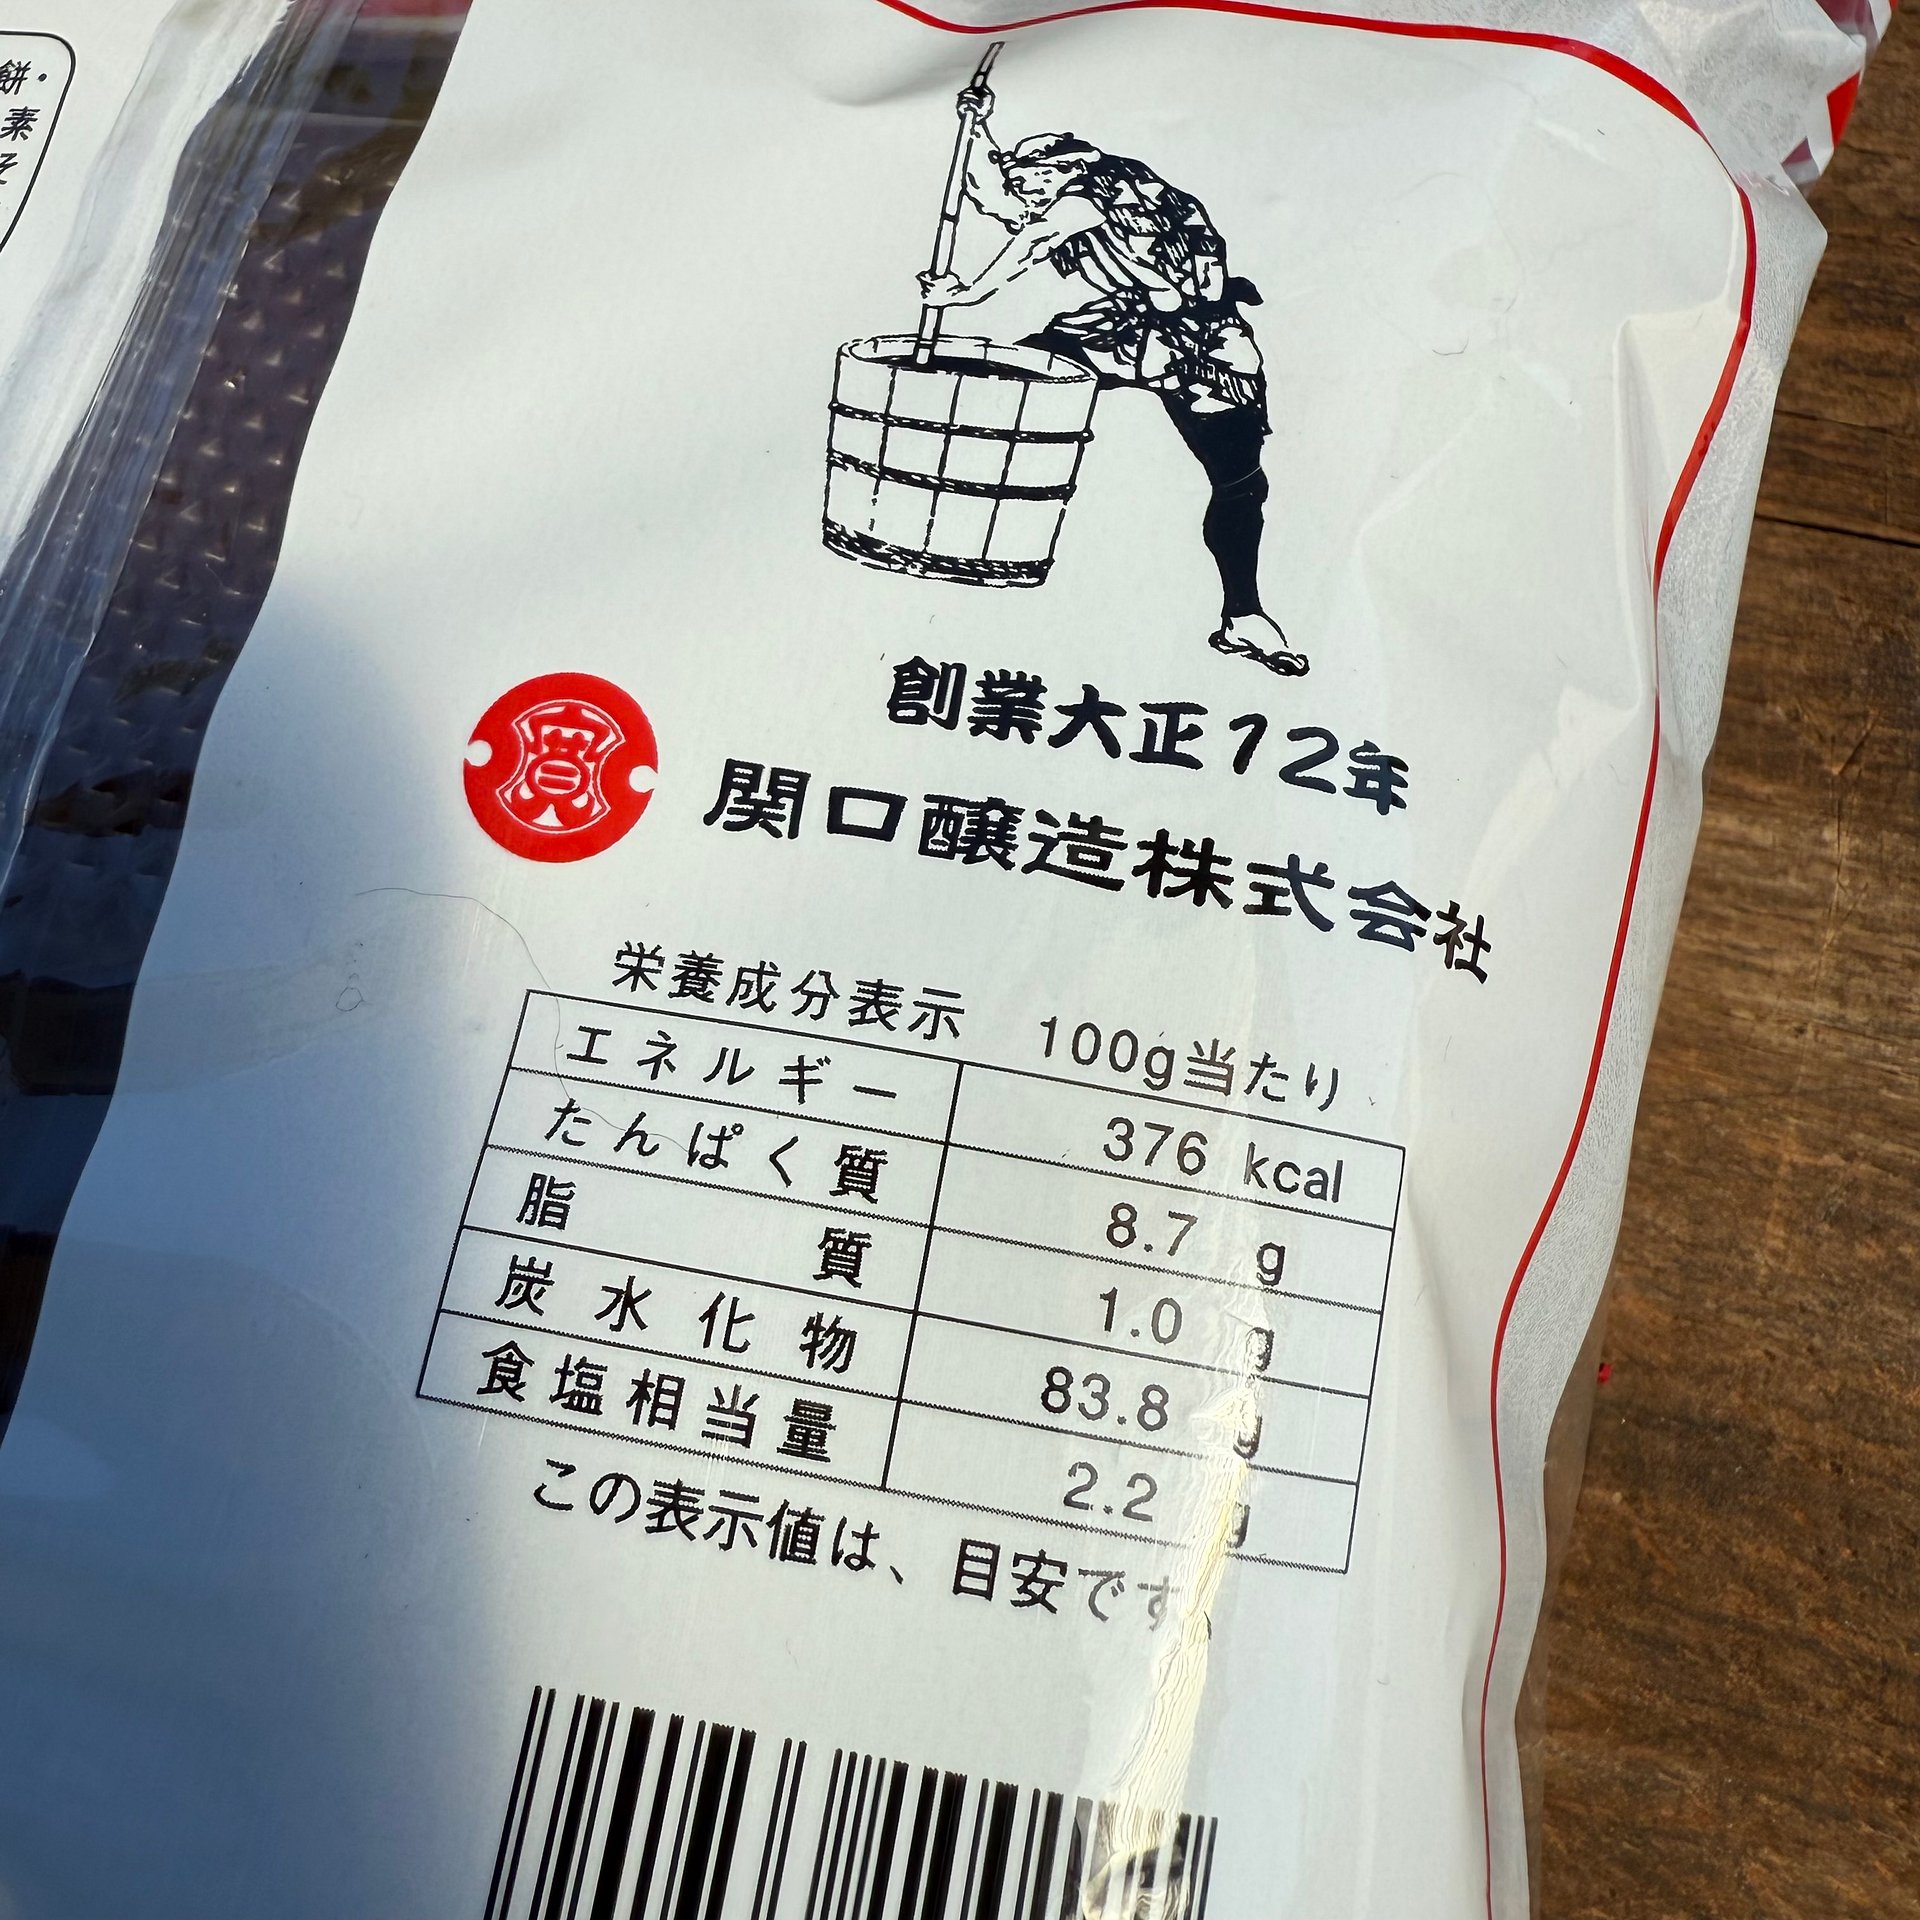 餅・
素
創業大正12年
関口醸造株式会社
栄養成分表示 100g当たり
エネルギー 376 kcal
たんぱく質 8.7 g
脂質 1.0 g
炭水化物 83.8 g
食塩相当量 2.2 g
この表示値は、目安です